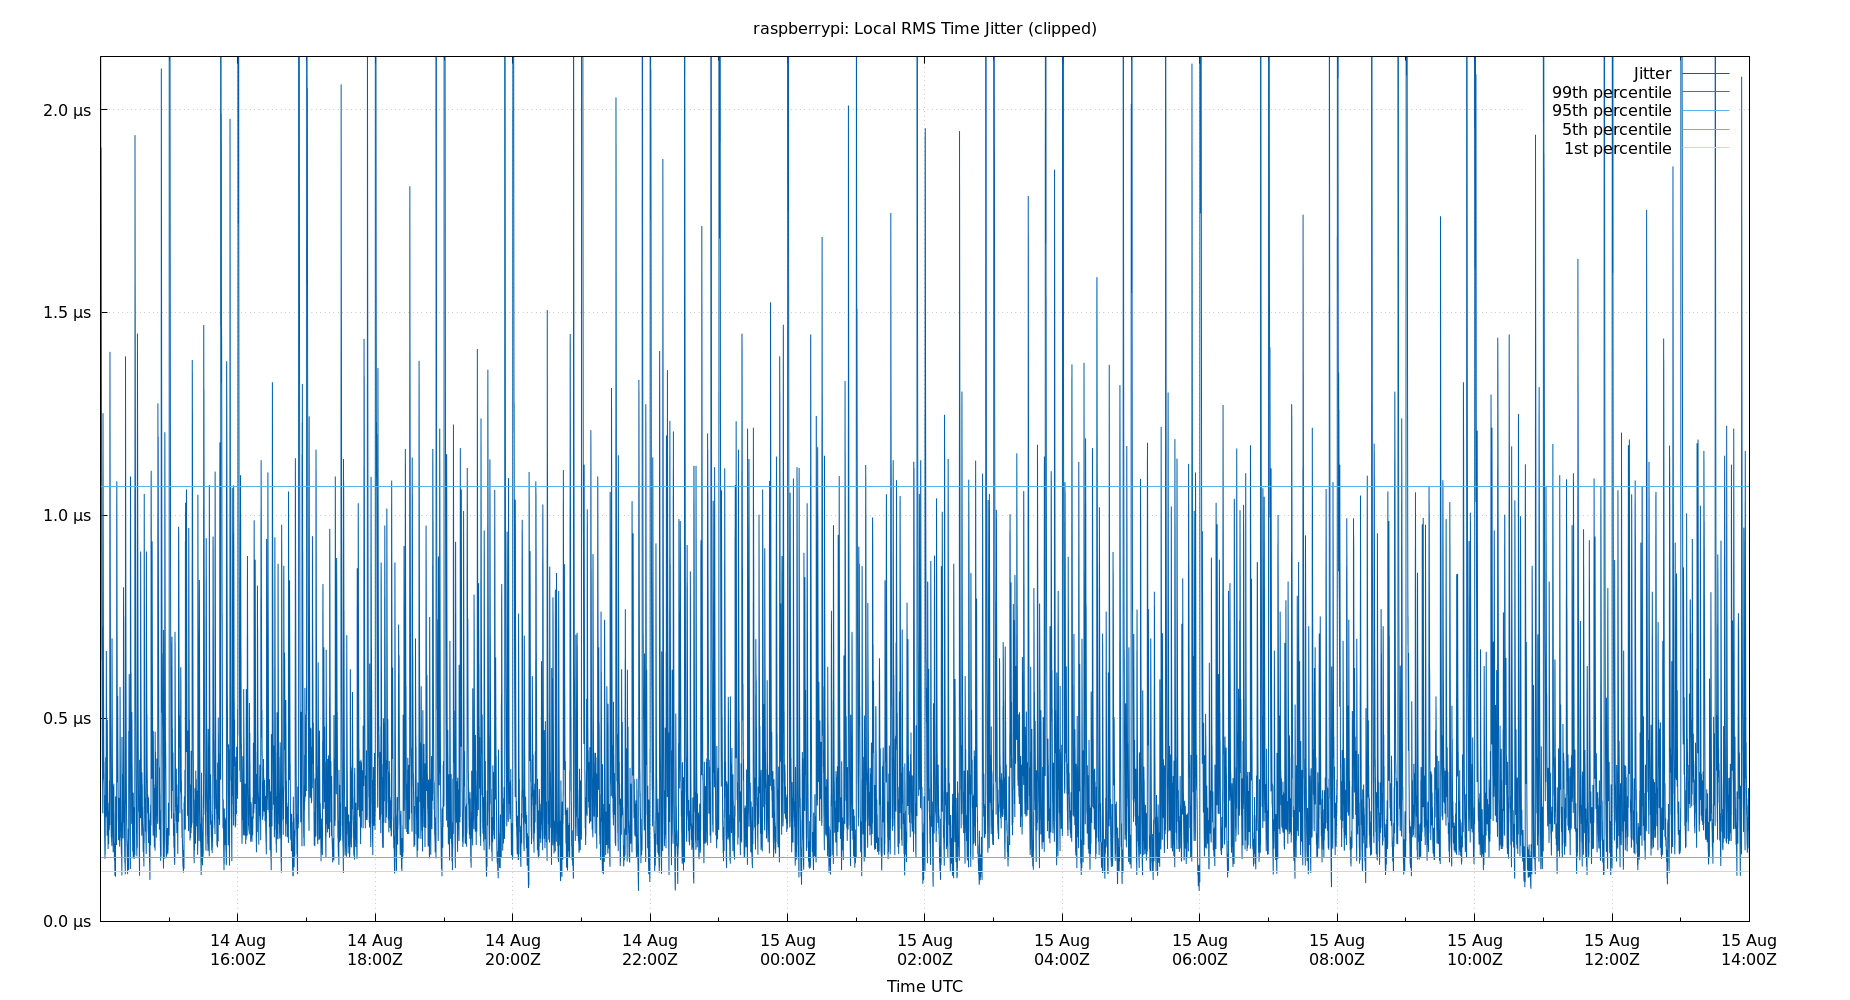 raspberrypi: Local RMS Time Jitter (clipped)
Jitter
99th percentile
95th percentile
5th percentile
1st percentile
2.0 μs
1.5 μs
1.0 μs
0.5 μs
0.0 μs
14 Aug 14 Aug 14 Aug 14 Aug 15 Aug 15 Aug 15 Aug 15 Aug 15 Aug 15 Aug 15 Aug 15 Aug
16:00Z 18:00Z 20:00Z 22:00Z 00:00Z 02:00Z 04:00Z 06:00Z 08:00Z 10:00Z 12:00Z 14:00Z
Time UTC